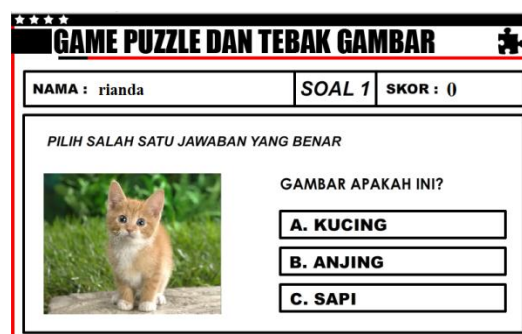 GAME PUZZLE DAN TEBAK GAMBAR
NAMA : rianda
SOAL 1
SKOR : 0
PILIH SALAH SATU JAWABAN YANG BENAR
GAMBAR APAKAH INI?
A. KUCING
B. ANJING
C. SAPI